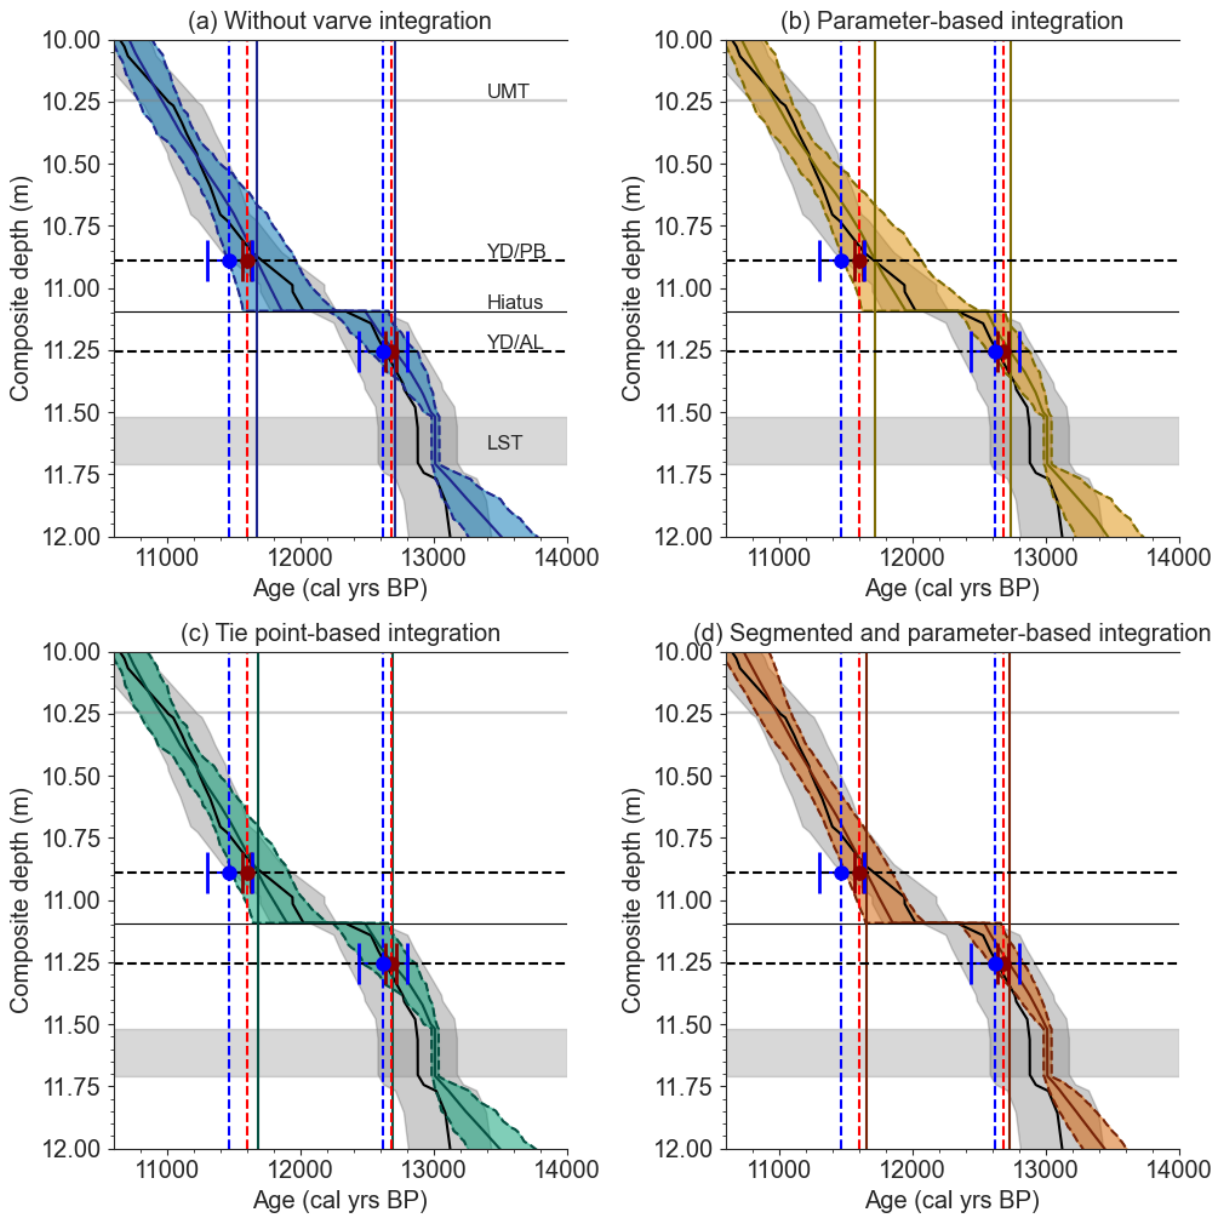 (a) Without varve integration
(b) Parameter-based integration
10.00
10.25
10.50
10.75
11.00
11.25
11.50
11.75
12.00
Composite depth (m)
UMT
YD/PB
Hiatus
YD/AL
LST
11000 12000 13000 14000
Age (cal yrs BP)
10.00
10.25
10.50
10.75
11.00
11.25
11.50
11.75
12.00
Composite depth (m)
11000 12000 13000 14000
Age (cal yrs BP)
(c) Tie point-based integration
(d) Segmented and parameter-based integration
10.00
10.25
10.50
10.75
11.00
11.25
11.50
11.75
12.00
Composite depth (m)
11000 12000 13000 14000
Age (cal yrs BP)
10.00
10.25
10.50
10.75
11.00
11.25
11.50
11.75
12.00
Composite depth (m)
11000 12000 13000 14000
Age (cal yrs BP)